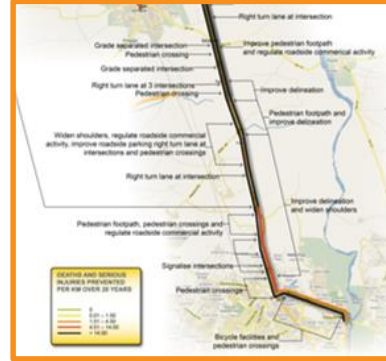 Right turn lane at intersection
Grade separated intersection
Pedestrian crossing
Improve pedestrian footpath
and regulate roadside commercial
activity
Grade separated intersection
Right turn lane at 3 intersections
Pedestrian crossing
Improve delineation
Pedestrian footpath and
improve delineation
Widen shoulders, regulate roadside commercial
activity, improve roadside parking right turn lane at
intersections and pedestrian crossings
Right turn lane at intersection
Improve delineation
and widen shoulders
Pedestrian footpath, pedestrian crossings and
regulate roadside commercial activity
Signalise intersections
Pedestrian crossings
Bicycle facilities and
pedestrian crossings
DEATHS AND SERIOUS
INJURIES PREVENTED
PER KM OVER 20 YEARS
0